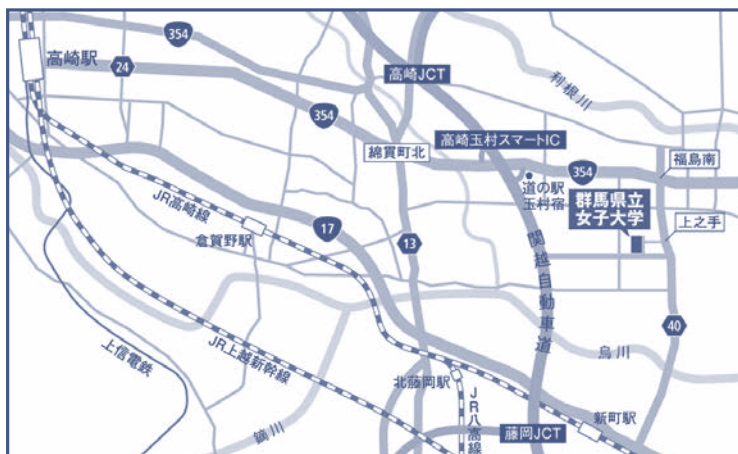 354
高崎駅
24
高崎JCT
利根川
354
高崎玉村スマートIC
綿貫町北
354
福島南
道の駅
玉村宿
群馬県立
女子大学
JR高崎線
17
上之手
倉賀野駅
13
関越自動車道
40
上信電鉄
JR上越新幹線
烏川
北藤岡駅
JR八高線
新町駅
鏑川
藤岡JCT